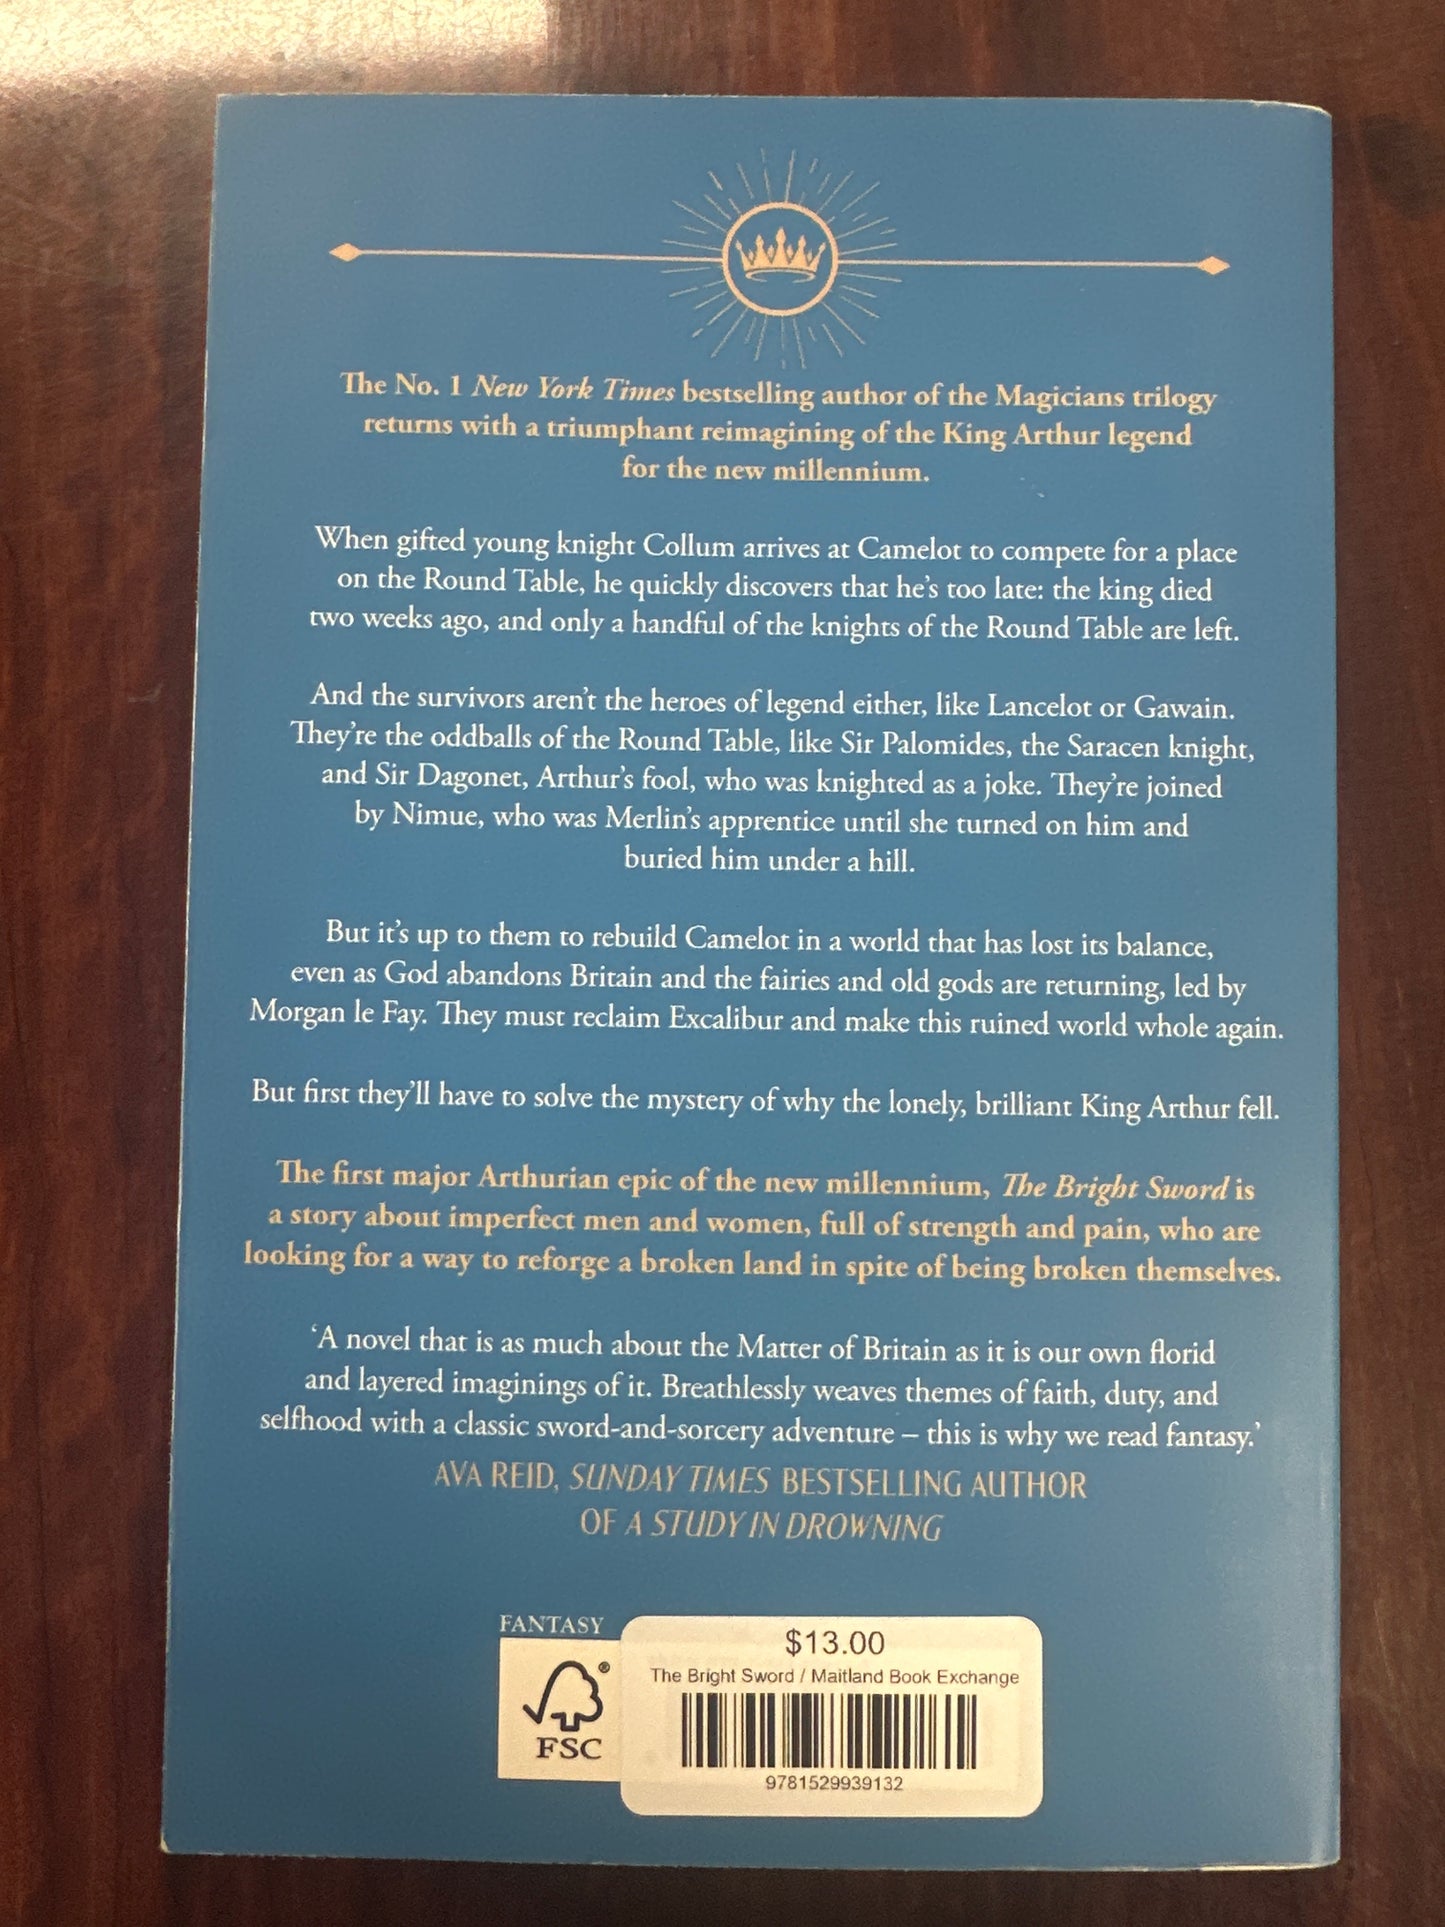 The No. 1 New York Times bestselling author of the Magicians trilogy
returns with a triumphant reimagining of the King Arthur legend
for the new millennium.
When gifted young knight Collum arrives at Camelot to compete for a place
on the Round Table, he quickly discovers that he's too late: the king died
two weeks ago, and only a handful of the knights of the Round Table are left.
And the survivors aren't the heroes of legend either, like Lancelot or Gawain.
They're the oddballs of the Round Table, like Sir Palomides, the Saracen knight,
and Sir Dagonet, Arthur's fool, who was knighted as a joke. They're joined
by Nimue, who was Merlin's apprentice until she turned on him and
buried him under a hill.
But it's up to them to rebuild Camelot in a world that has lost its balance,
even as God abandons Britain and the fairies and old gods are returning, led by
Morgan le Fay. They must reclaim Excalibur and make this ruined world whole again.
But first they'll have to solve the mystery of why the lonely, brilliant King Arthur fell.
The first major Arthurian epic of the new millennium, The Bright Sword is
a story about imperfect men and women, full of strength and pain, who are
looking for a way to reforge a broken land in spite of being broken themselves.
‘A novel that is as much about the Matter of Britain as it is our own florid
and layered imaginings of it. Breathlessly weaves themes of faith, duty, and
selfhood with a classic sword-and-sorcery adventure – this is why we read fantasy.’
AVA REID, SUNDAY TIMES BESTSELLING AUTHOR
OF A STUDY IN DROWNING
FANTASY
®
FSC
$13.00
The Bright Sword / Maitland Book Exchange
9781529939132